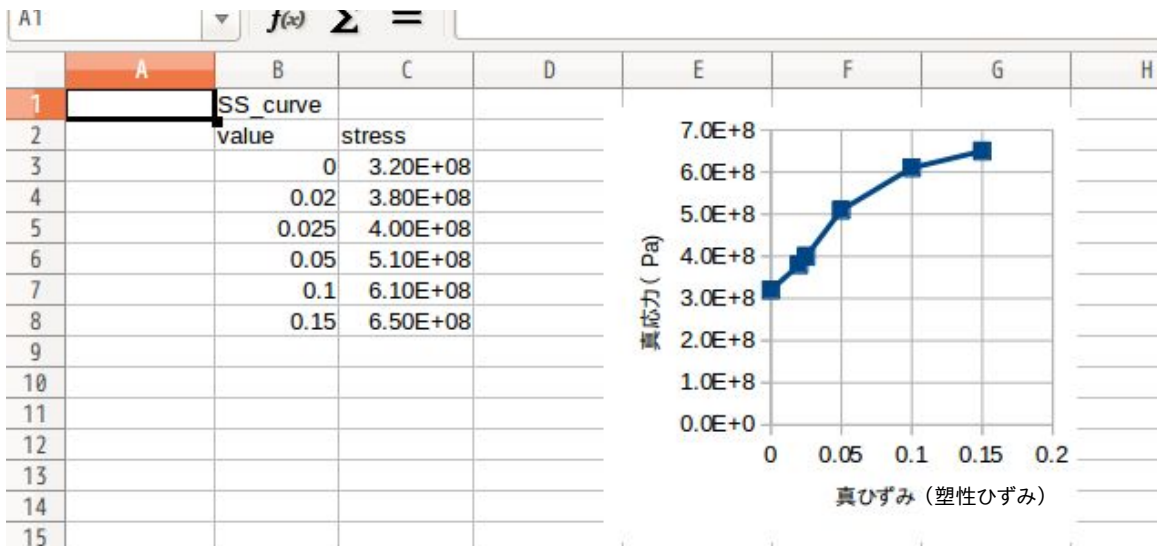 A1 f(x) Σ =
A B C D E F G H
1 SS_curve
2 value stress
3 0 3.20E+08
4 0.02 3.80E+08
5 0.025 4.00E+08
6 0.05 5.10E+08
7 0.1 6.10E+08
8 0.15 6.50E+08
9
10
11
12
13
14
15
7.0E+8
6.0E+8
5.0E+8
4.0E+8
3.0E+8
2.0E+8
1.0E+8
0.0E+0
真応力( Pa)
0 0.05 0.1 0.15 0.2
真ひずみ（塑性ひずみ）